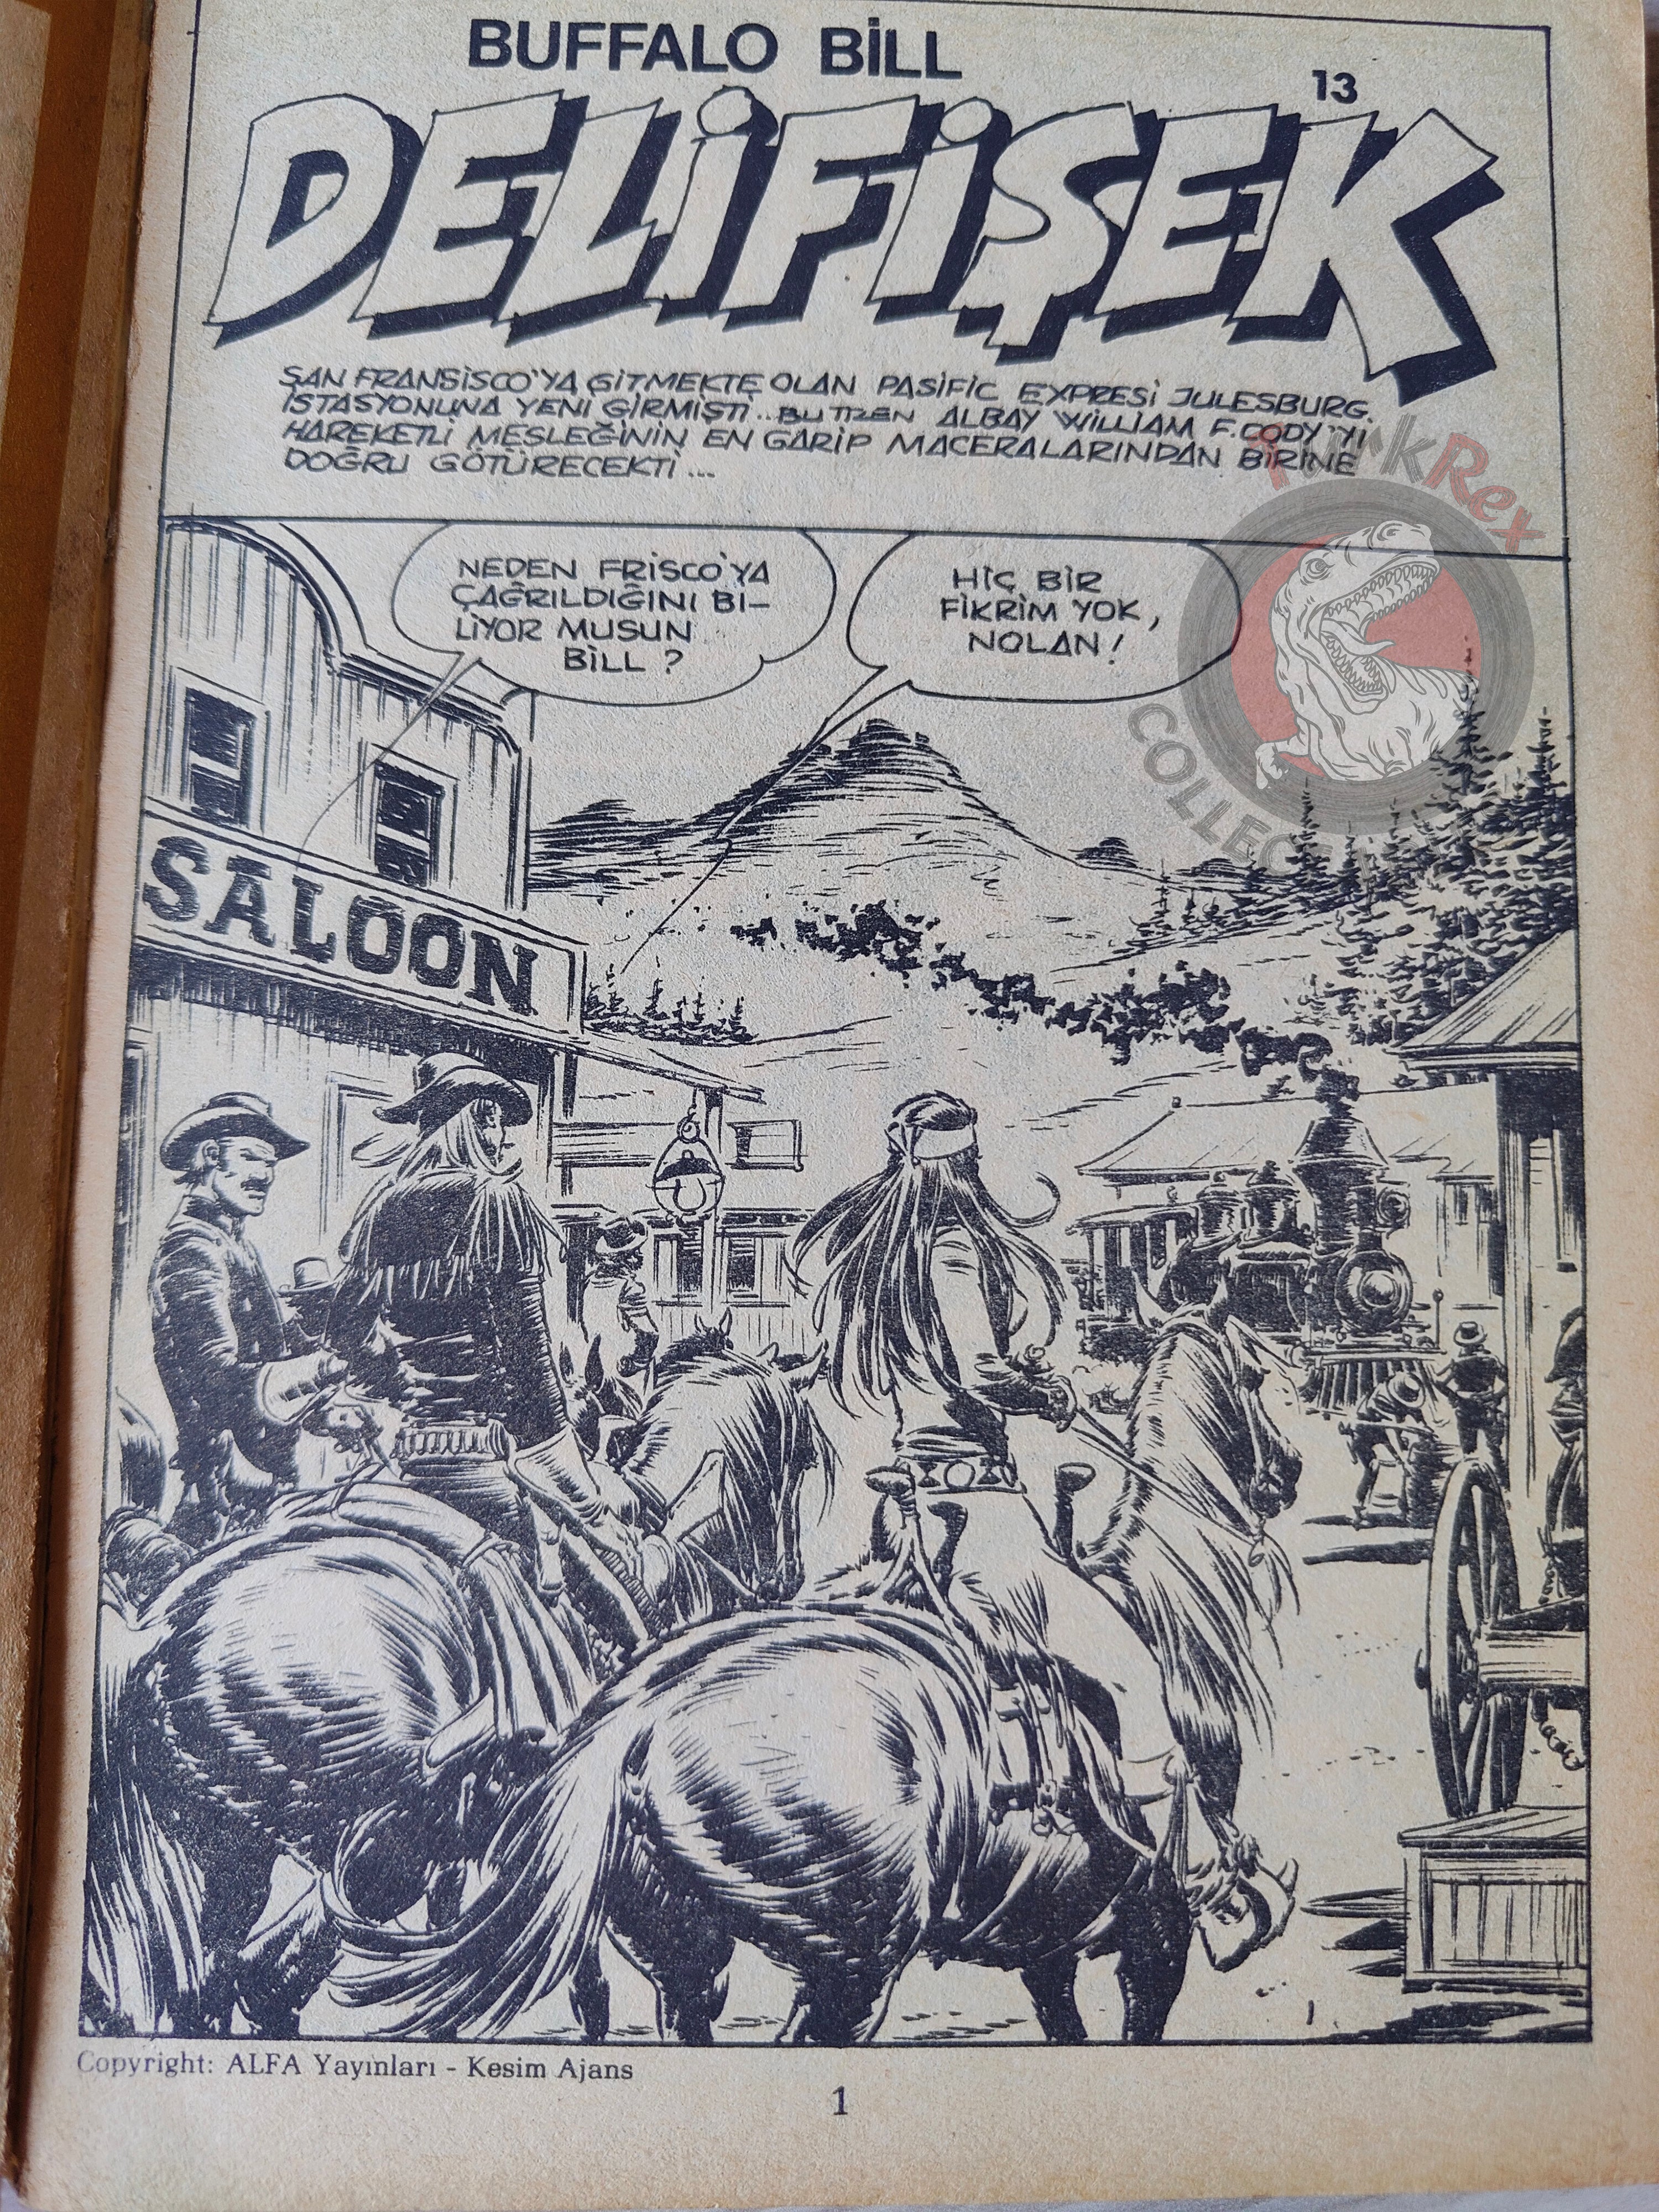 BUFFALO BİLL
13
DELİFİŞEK
SAN FRANSİSCO'YA GİTMEKTE OLAN PASİFİC EXPRESİ JULESBURG
İSTASYONUNA YENİ GİRMİŞTİ... BU TREN ALBAY WİLLİAM F. CODY'Yİ
HAREKETLİ MESLEĞİNİN EN GARİP MACERALARINDAN BİRİNE
DOĞRU GÖTÜRECEKTİ...
NEDEN FRİSCO'YA
ÇAĞRILDIĞINI Bİ-
LİYOR MUSUN
BİLL ?
HİÇ BİR
FİKRİM YOK,
NOLAN!
TurkRex
SALOON
Copyright: ALFA Yayınları - Kesim Ajans
1